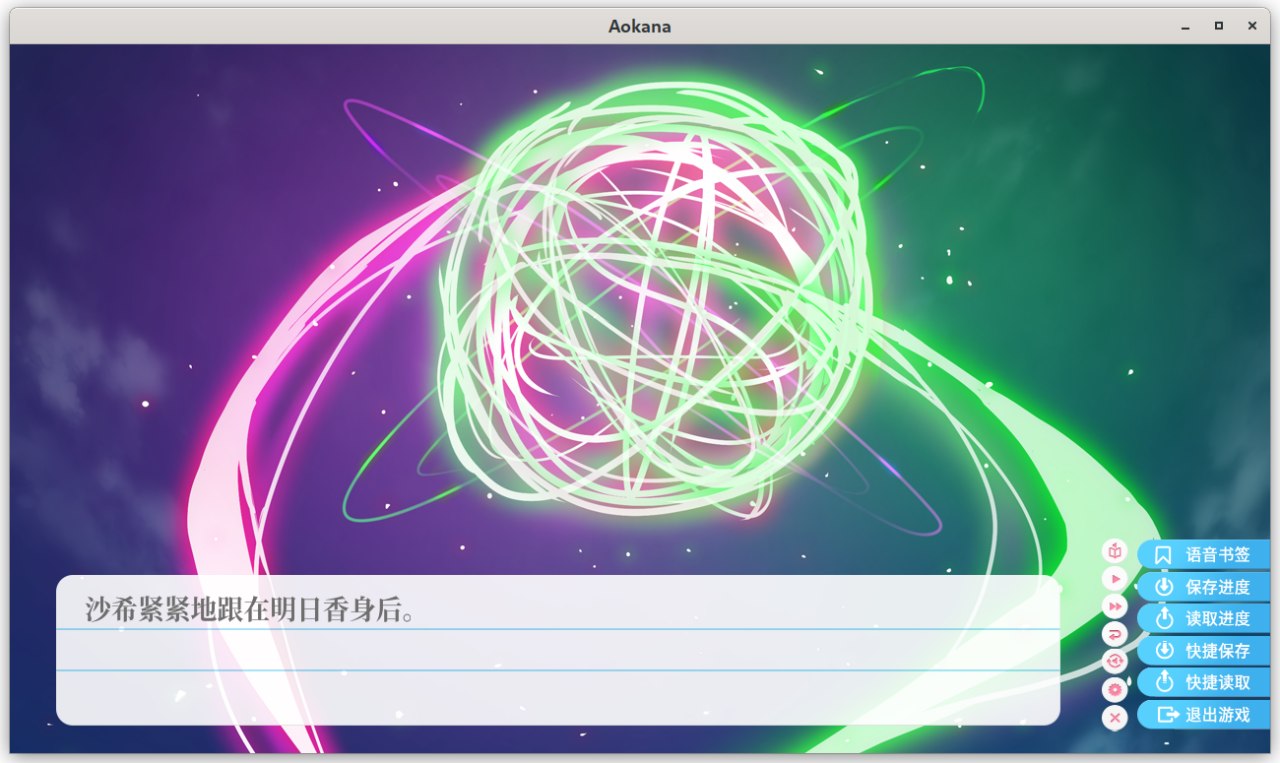 Aokana
沙希紧紧地跟在明日香身后。
语音书签
保存进度
读取进度
快捷保存
快捷读取
退出游戏